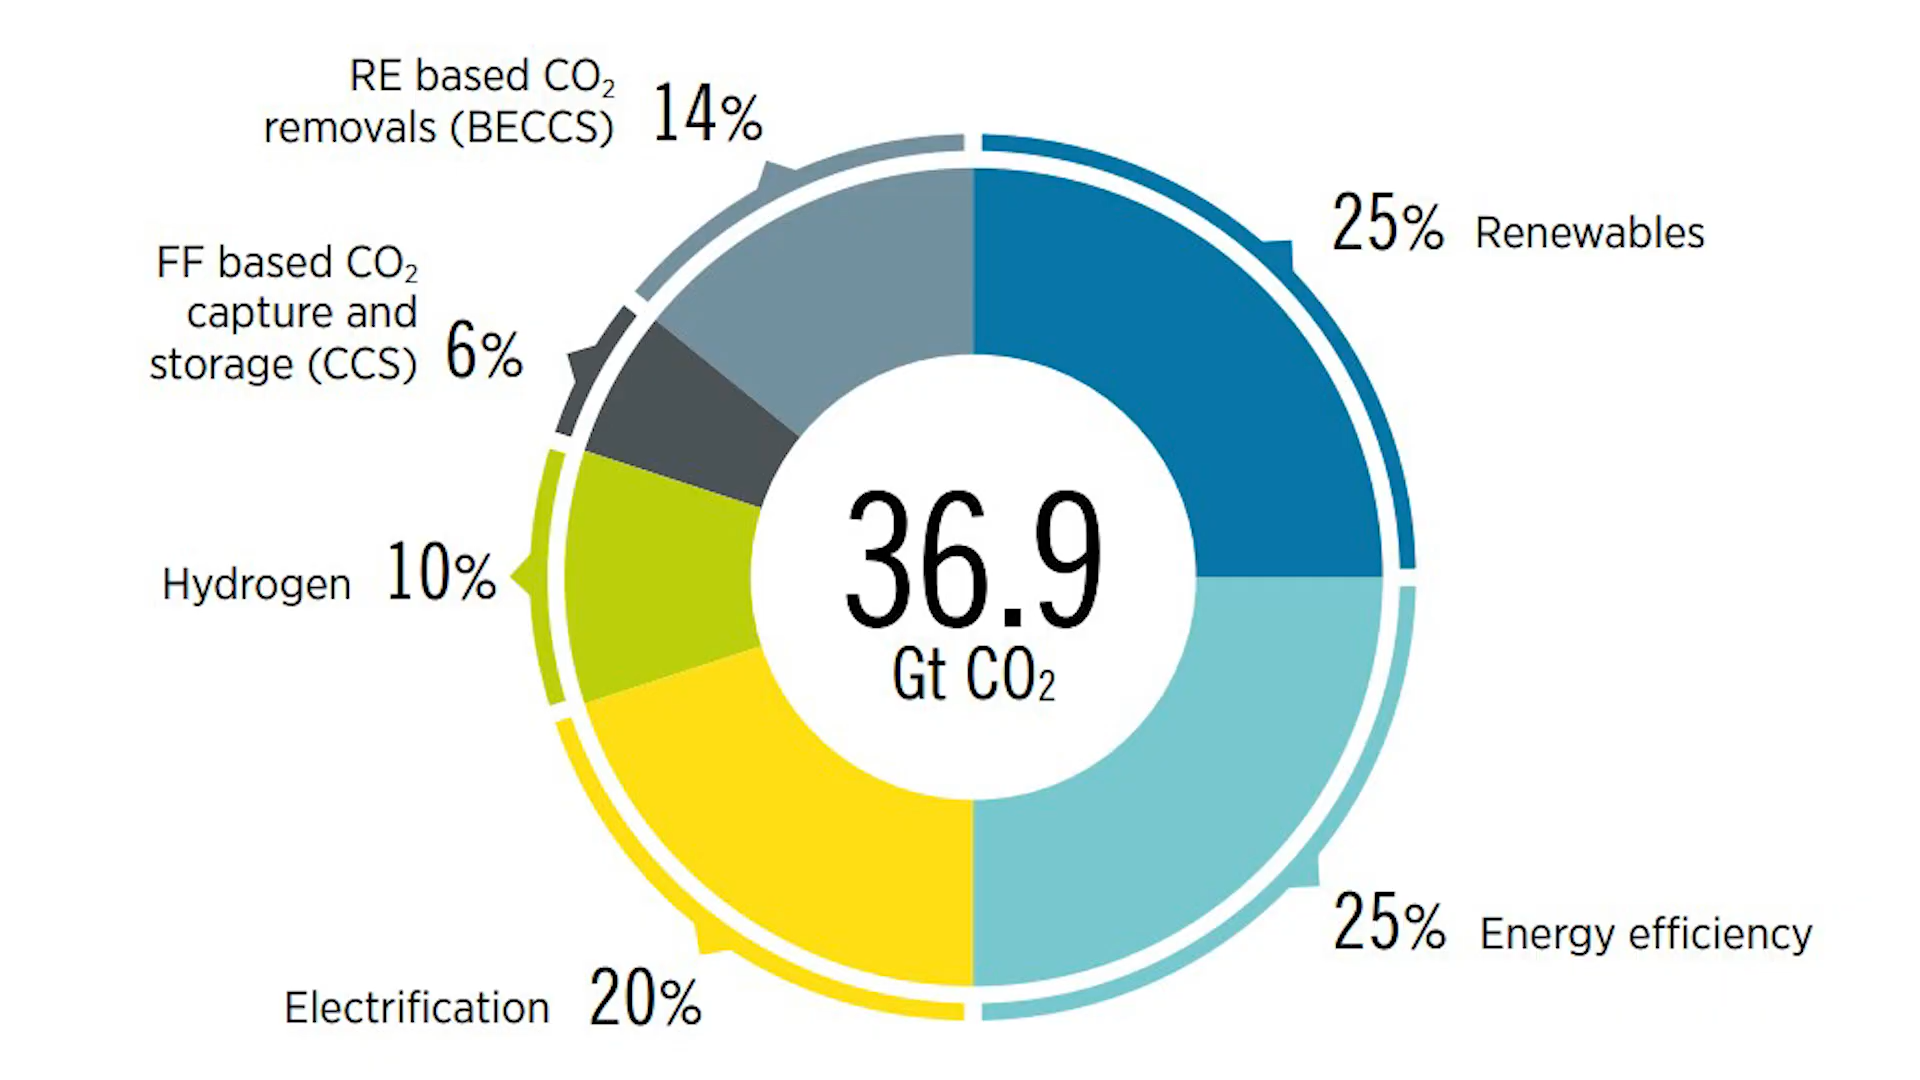 RE based CO₂
removals (BECCS) 14%
25% Renewables
FF based CO₂
capture and
storage (CCS) 6%
36.9
Gt CO₂
Hydrogen 10%
25% Energy efficiency
Electrification 20%